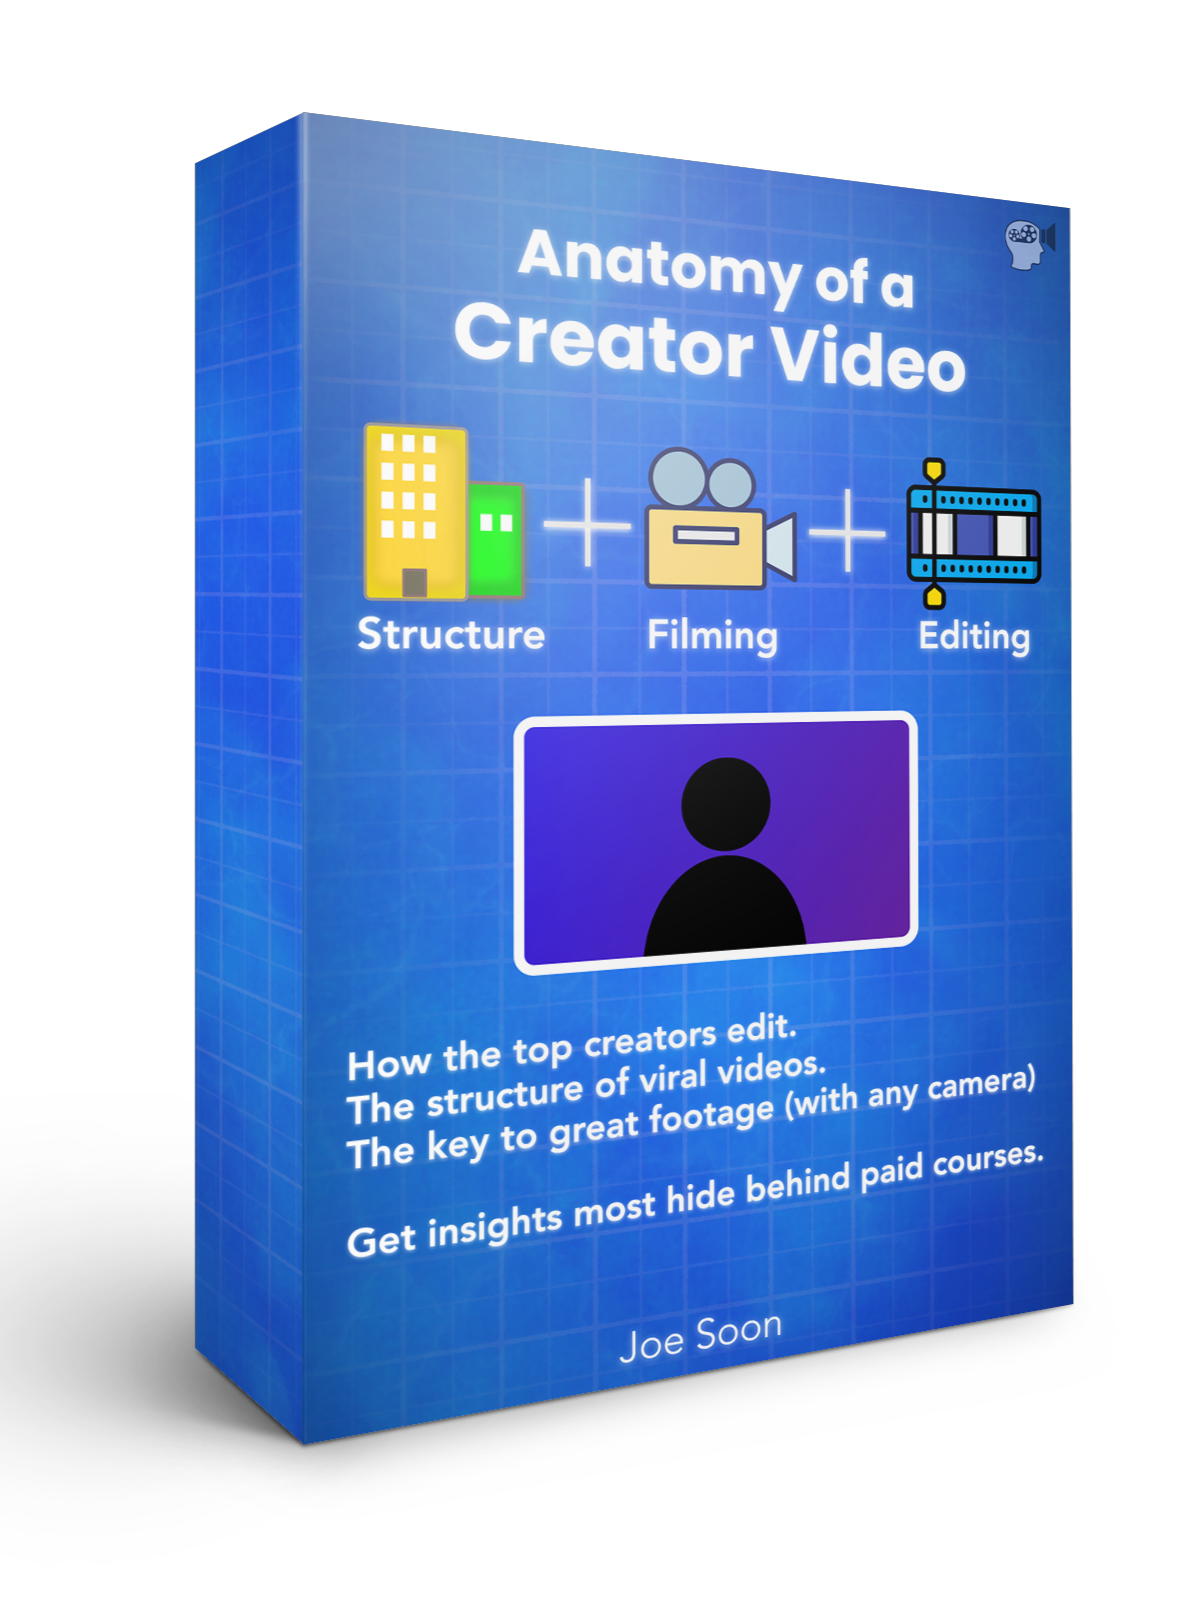 Anatomy of a
Creator Video
Structure
Filming
Editing
How the top creators edit.
The structure of viral videos.
The key to great footage (with any camera)
Get insights most hide behind paid courses.
Joe Soon